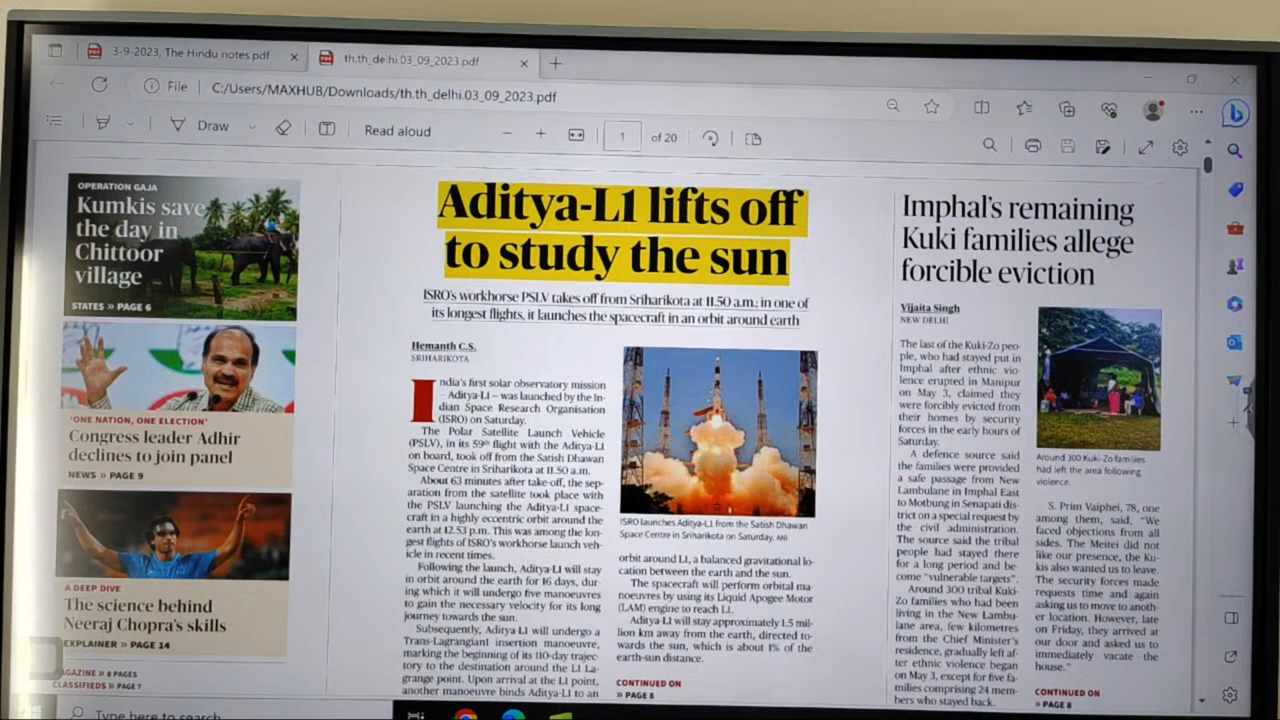 3-9-2023, The Hindu notes.pdf
th.th_delhi.03_09_2023.pdf
File
C:/Users/MAXHUB/Downloads/th.th_delhi.03_09_2023.pdf
Draw
Read aloud
1
of 20
OPERATION GAJA
Kumkis save
the day in
Chittoor
village
STATES » PAGE 6
'ONE NATION, ONE ELECTION'
Congress leader Adhir
declines to join panel
NEWS » PAGE 9
A DEEP DIVE
The science behind
Neeraj Chopra's skills
EXPLAINER » PAGE 14
MAGAZINE » 8 PAGES
CLASSIFIEDS » PAGE 7
Aditya-L1 lifts off
to study the sun
ISRO's workhorse PSLV takes off from Sriharikota at 11.50 a.m.; in one of
its longest flights, it launches the spacecraft in an orbit around earth
Hemanth C.S.
SRIHARIKOTA
India's first solar observatory mission
– Aditya-L1 – was launched by the In-
dian Space Research Organisation
(ISRO) on Saturday.
The Polar Satellite Launch Vehicle
(PSLV), in its 59th flight with the Aditya-L1
on board, took off from the Satish Dhawan
Space Centre in Sriharikota at 11.50 a.m.
About 63 minutes after take-off, the sep-
aration from the satellite took place with
the PSLV launching the Aditya-L1 space-
craft in a highly eccentric orbit around the
earth at 12.53 p.m. This was among the lon-
gest flights of ISRO's workhorse launch veh-
icle in recent times.
Following the launch, Aditya-L1 will stay
in orbit around the earth for 16 days, dur-
ing which it will undergo five manoeuvres
to gain the necessary velocity for its long
journey towards the sun.
Subsequently, Aditya-L1 will undergo a
Trans-Lagrangian1 insertion manoeuvre,
marking the beginning of its 110-day trajec-
tory to the destination around the L1 La-
grange point. Upon arrival at the L1 point,
another manoeuvre binds Aditya-L1 to an
ISRO launches Aditya-L1 from the Satish Dhawan
Space Centre in Sriharikota on Saturday. ANI
orbit around L1, a balanced gravitational lo-
cation between the earth and the sun.
The spacecraft will perform orbital ma-
noeuvres by using its Liquid Apogee Motor
(LAM) engine to reach L1.
Aditya-L1 will stay approximately 1.5 mil-
lion km away from the earth, directed to-
wards the sun, which is about 1% of the
earth-sun distance.
CONTINUED ON
» PAGE 8
Imphal's remaining
Kuki families allege
forcible eviction
Vijaita Singh
NEW DELHI
The last of the Kuki-Zo peo-
ple, who had stayed put in
Imphal after ethnic vio-
lence erupted in Manipur
on May 3, claimed they
were forcibly evicted from
their homes by security
forces in the early hours of
Saturday.
A defence source said
the families were provided
a safe passage from New
Lambulane in Imphal East
to Motbung in Senapati dis-
trict on a special request by
the civil administration.
The source said the tribal
people had stayed there
for a long period and be-
come "vulnerable targets".
Around 300 tribal Kuki-
Zo families who had been
living in the New Lambu-
lane area, few kilometres
from the Chief Minister's
residence, gradually left af-
ter ethnic violence began
on May 3, except for five fa-
milies comprising 24 mem-
bers who stayed back.
Around 300 Kuki-Zo families
had left the area following
violence.
S. Prim Vaiphei, 78, one
among them, said, "We
faced objections from all
sides. The Meitei did not
like our presence, the Ku-
kis also wanted us to leave.
The security forces made
requests time and again
asking us to move to anoth-
er location. However, late
on Friday, they arrived at
our door and asked us to
immediately vacate the
house."
CONTINUED ON
» PAGE 8
Type here to search